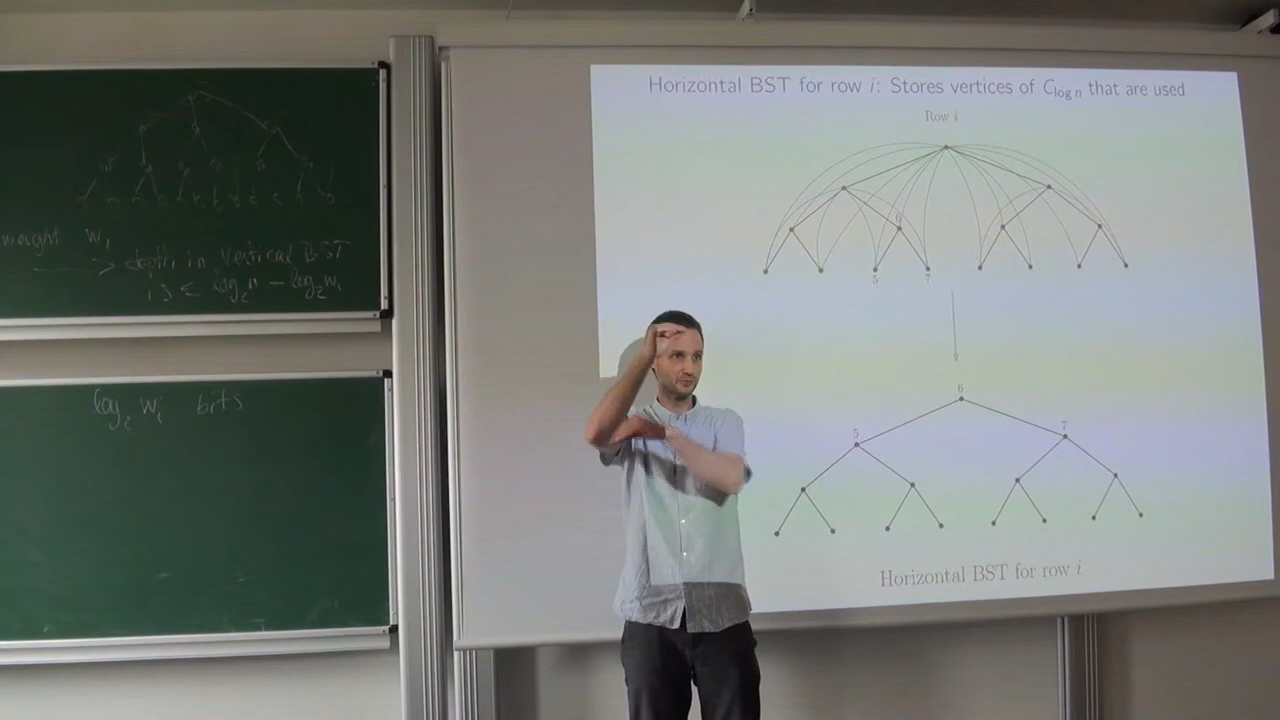 weight w_i
→ depth in vertical BST
is ≤ log_2 n - log_2 w_i
log_2 w_i bits
Horizontal BST for row i: Stores vertices of C_{log n} that are used
Row i
6
5 7
6
5 7
Horizontal BST for row i